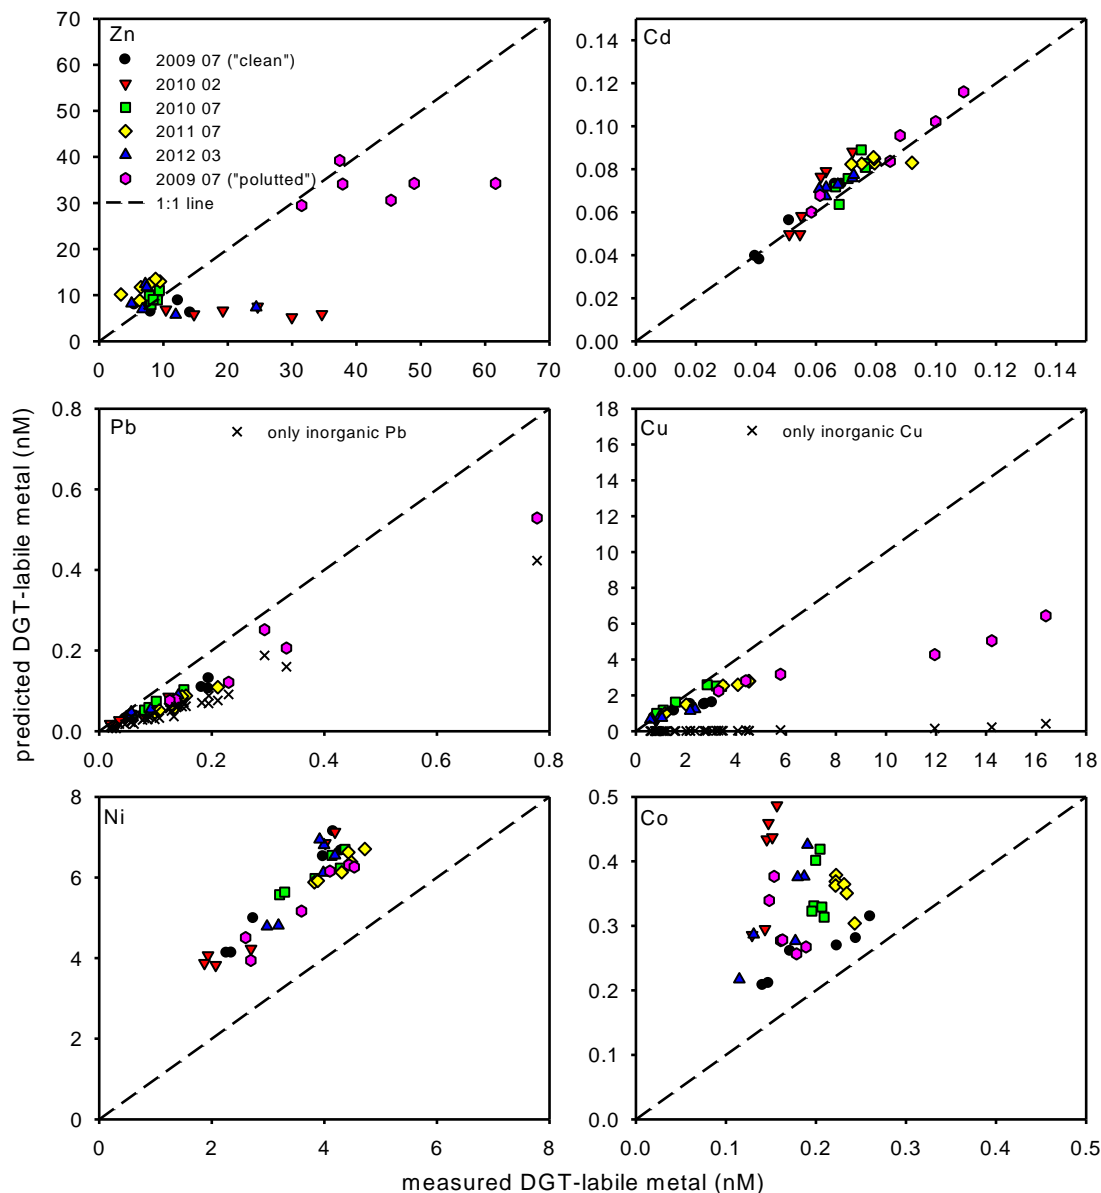 Zn
2009 07 ("clean")
2010 02
2010 07
2011 07
2012 03
2009 07 ("polutted")
1:1 line
70
60
50
40
30
20
10
0
0 10 20 30 40 50 60 70
Cd
0.14
0.12
0.10
0.08
0.06
0.04
0.02
0.00
0.00 0.02 0.04 0.06 0.08 0.10 0.12 0.14
predicted DGT-labile metal (nM)
Pb
only inorganic Pb
0.8
0.6
0.4
0.2
0.0
0.0 0.2 0.4 0.6 0.8
Cu
only inorganic Cu
18
16
14
12
10
8
6
4
2
0
0 2 4 6 8 10 12 14 16 18
Ni
8
6
4
2
0
0 2 4 6 8
Co
0.5
0.4
0.3
0.2
0.1
0.0
0.0 0.1 0.2 0.3 0.4 0.5
measured DGT-labile metal (nM)